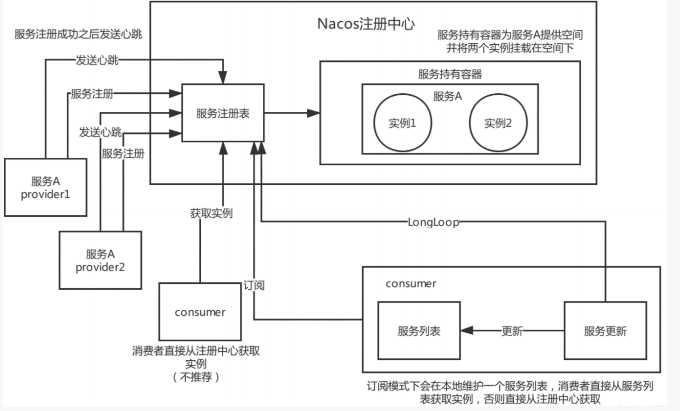 Nacos注册中心
服务注册成功之后发送心跳
服务持有容器为服务A提供空间
并将两个实例挂载在空间下
发送心跳
服务持有容器
服务注册
服务A
服务注册表
实例1
实例2
发送心跳
服务注册
服务A
provider1
获取实例
LongLoop
服务A
provider2
订阅
consumer
consumer
服务列表
更新
服务更新
消费者直接从注册中心获取
实例
（不推荐）
订阅模式下会在本地维护一个服务列表，消费者直接从服务列
表获取实例，否则直接从注册中心获取